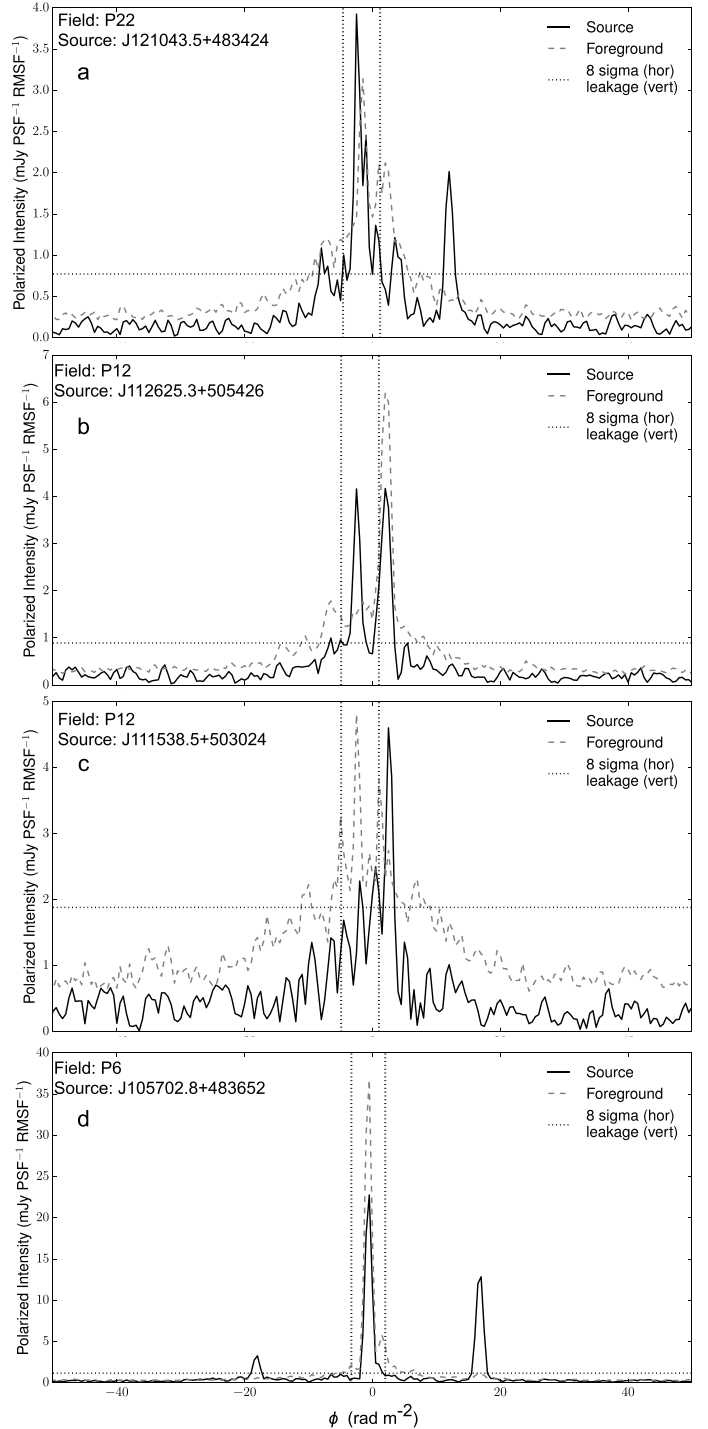 Field: P22
Source: J121043.5+483424
a
Source
Foreground
8 sigma (hor)
leakage (vert)
Polarized Intensity (mJy PSF−1 RMSF−1)
4.0
3.5
3.0
2.5
2.0
1.5
1.0
0.5
0.0
Field: P12
Source: J112625.3+505426
b
Source
Foreground
8 sigma (hor)
leakage (vert)
Polarized Intensity (mJy PSF−1 RMSF−1)
7
6
5
4
3
2
1
0
Field: P12
Source: J111538.5+503024
c
Source
Foreground
8 sigma (hor)
leakage (vert)
Polarized Intensity (mJy PSF−1 RMSF−1)
5
4
3
2
1
0
Field: P6
Source: J105702.8+483652
d
Source
Foreground
8 sigma (hor)
leakage (vert)
Polarized Intensity (mJy PSF−1 RMSF−1)
40
35
30
25
20
15
10
5
0
−40 −20 0 20 40
ϕ (rad m-2)